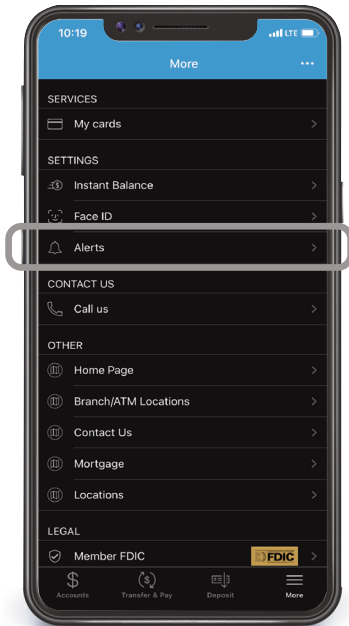 10:19 LTE
More
SERVICES
My cards
SETTINGS
Instant Balance
Face ID
Alerts
CONTACT US
Call us
OTHER
Home Page
Branch/ATM Locations
Contact Us
Mortgage
Locations
LEGAL
Member FDIC FDIC
Accounts Transfer & Pay Deposit More